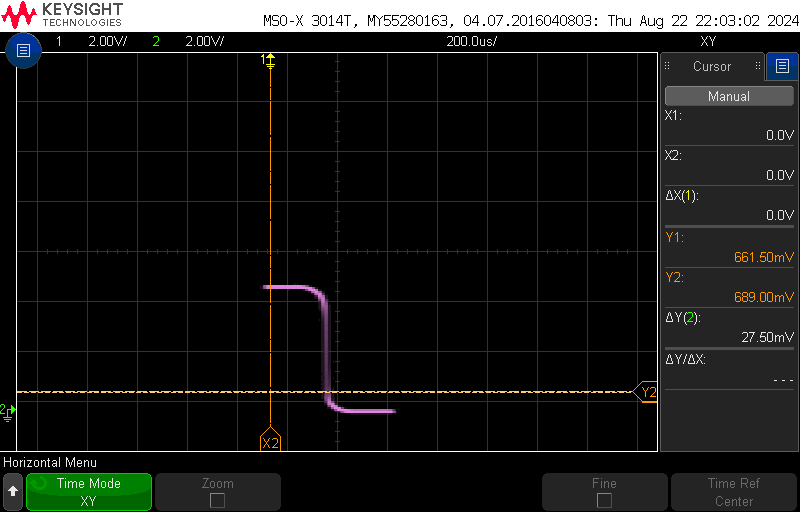 KEYSIGHT
TECHNOLOGIES
MSO-X 3014T, MY55280163, 04.07.2016040803: Thu Aug 22 22:03:02 2024
1 2.00V/ 2 2.00V/ 200.0us/ XY
1
Cursor
Manual
X1:
0.0V
X2:
0.0V
ΔX(1):
0.0V
Y1:
661.50mV
Y2:
689.00mV
ΔY(2):
27.50mV
ΔY/ΔX:
- - -
Y2
2
X2
Horizontal Menu
Time Mode
XY
Zoom
Fine
Time Ref
Center